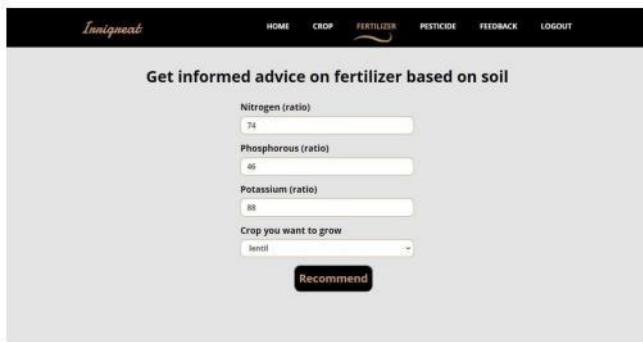 Irrigreat HOME CROP FERTILIZER PESTICIDE FEEDBACK LOGOUT
Get informed advice on fertilizer based on soil
Nitrogen (ratio)
74
Phosphorous (ratio)
46
Potassium (ratio)
88
Crop you want to grow
lentil
Recommend